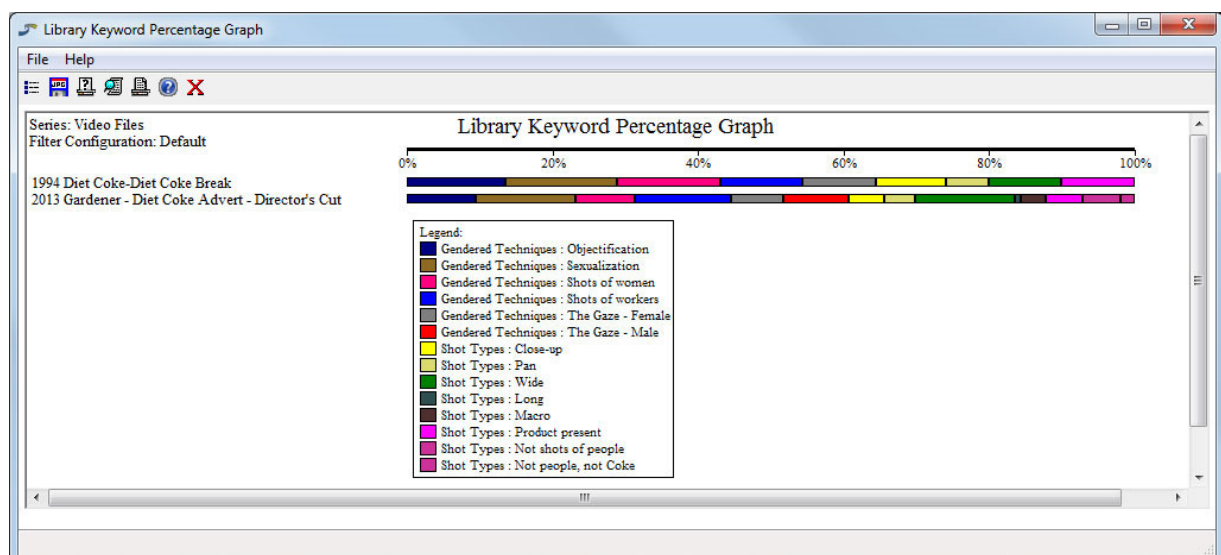 Library Keyword Percentage Graph
File Help
Series: Video Files
Filter Configuration: Default
Library Keyword Percentage Graph
0% 20% 40% 60% 80% 100%
1994 Diet Coke-Diet Coke Break
2013 Gardener - Diet Coke Advert - Director's Cut
Legend:
Gendered Techniques : Objectification
Gendered Techniques : Sexualization
Gendered Techniques : Shots of women
Gendered Techniques : Shots of workers
Gendered Techniques : The Gaze - Female
Gendered Techniques : The Gaze - Male
Shot Types : Close-up
Shot Types : Pan
Shot Types : Wide
Shot Types : Long
Shot Types : Macro
Shot Types : Product present
Shot Types : Not shots of people
Shot Types : Not people, not Coke